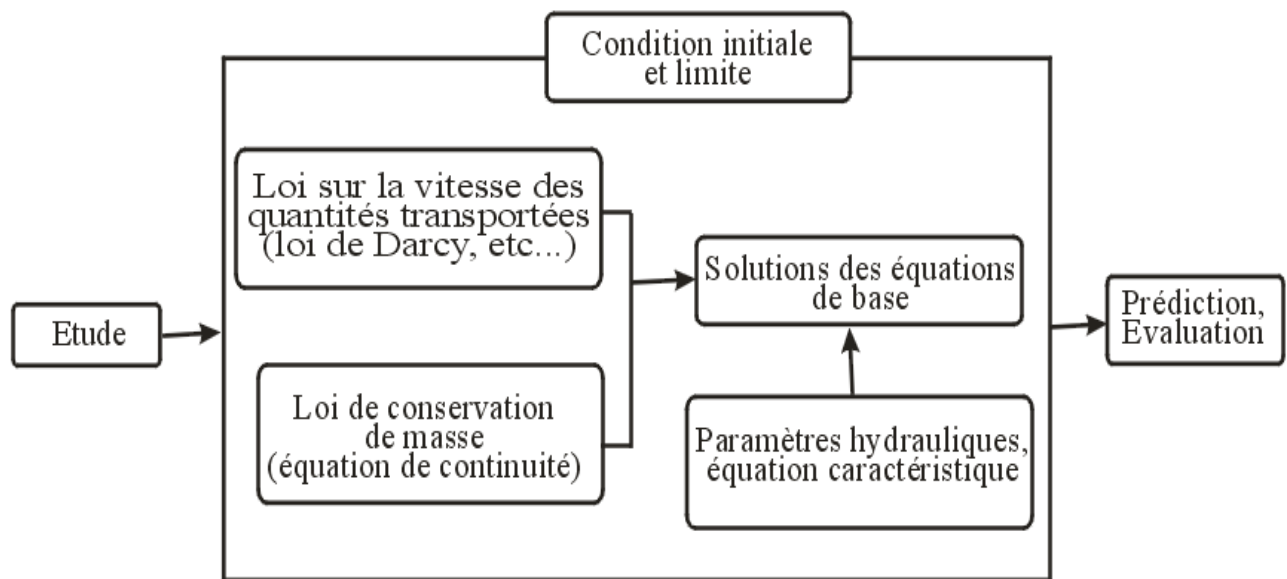 Condition initiale
et limite
Loi sur la vitesse des
quantités transportées
(loi de Darcy, etc...)
Solutions des équations
de base
Etude
Prédiction,
Evaluation
Loi de conservation
de masse
(équation de continuité)
Paramètres hydrauliques,
équation caractéristique